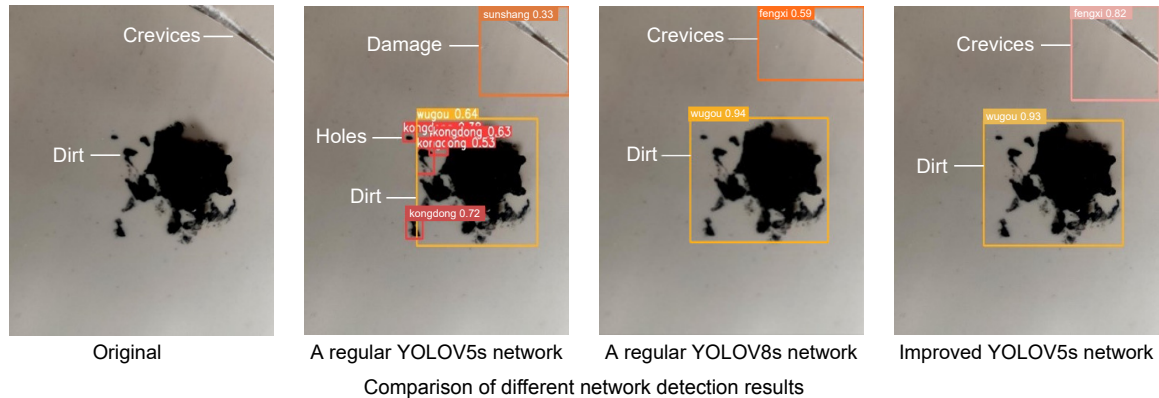 Crevices
Dirt
Original
sunshang 0.33
Damage
wugou 0.64
kongdong 0.63
0.53
Holes
Dirt
kongdong 0.72
A regular YOLOV5s network
fengxi 0.59
Crevices
wugou 0.94
Dirt
A regular YOLOV8s network
fengxi 0.82
Crevices
wugou 0.93
Dirt
Improved YOLOV5s network
Comparison of different network detection results